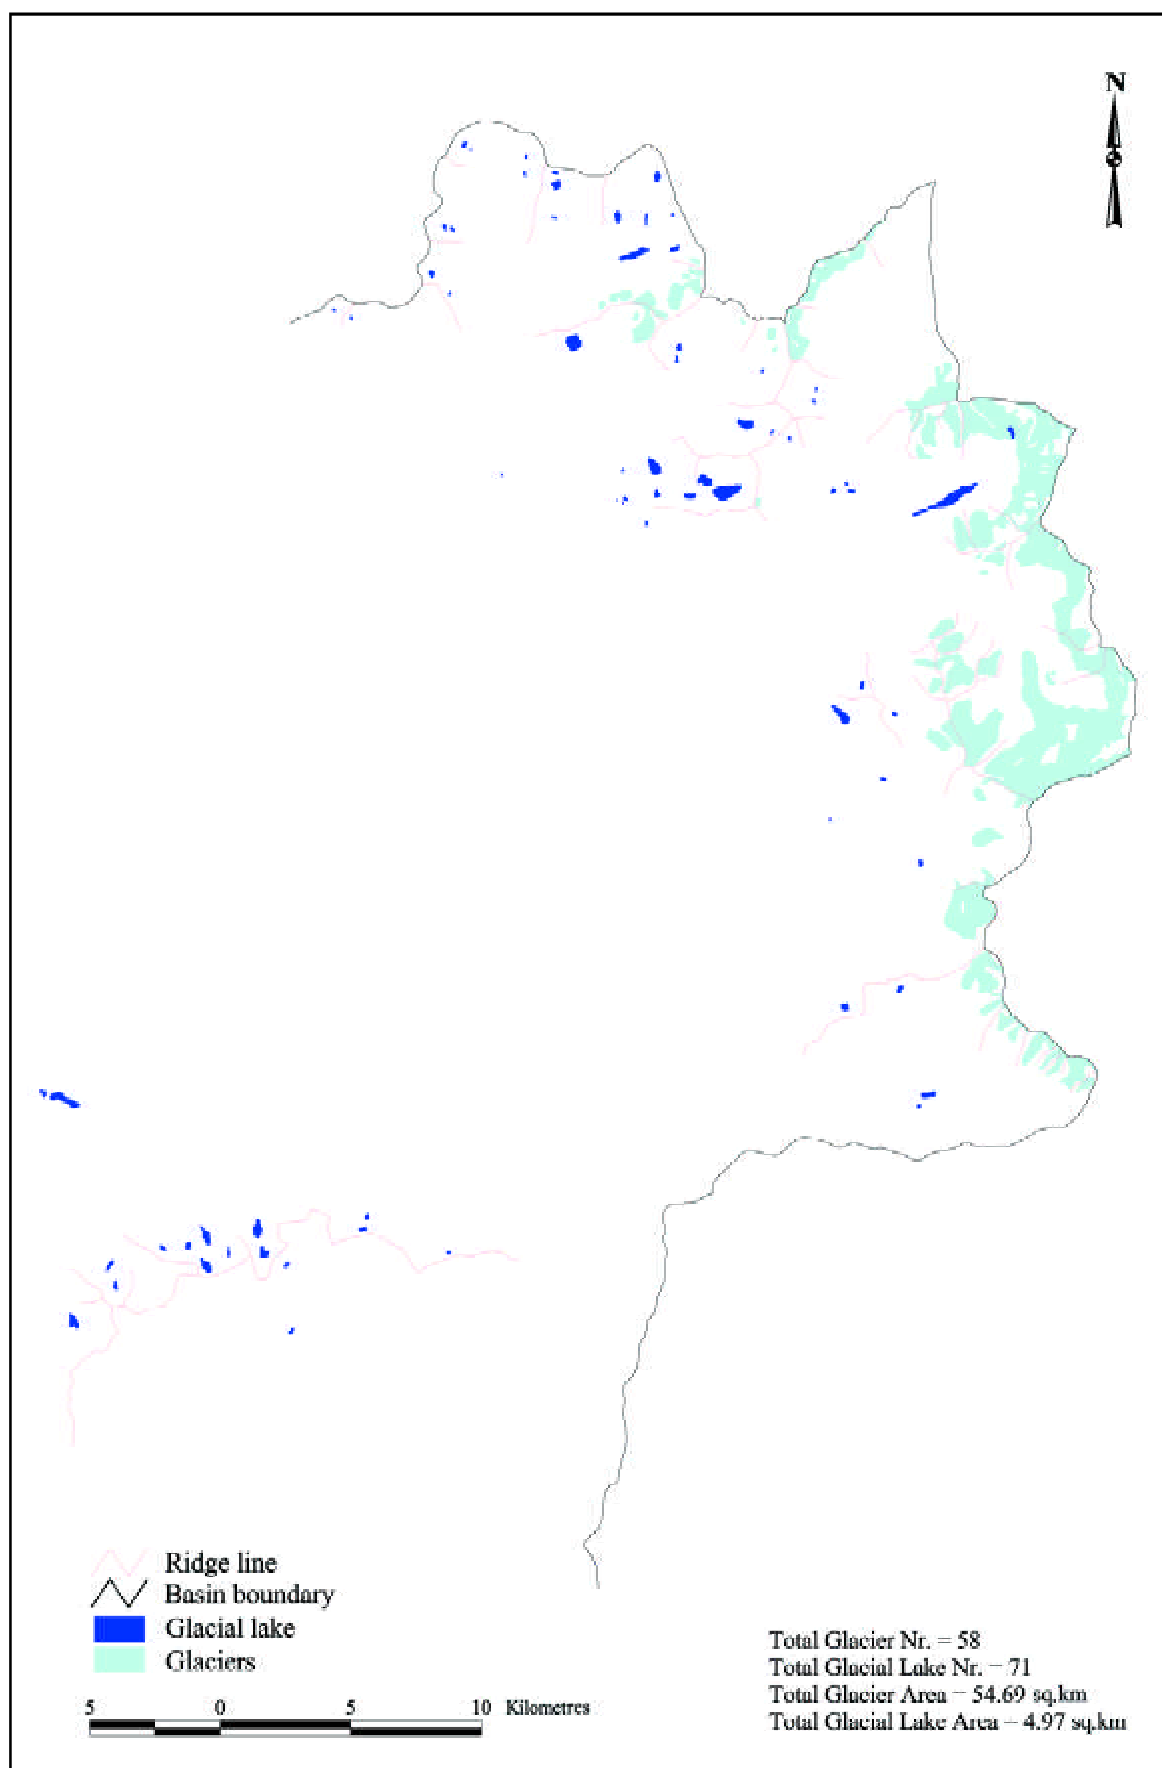 N
Ridge line
Basin boundary
Glacial lake
Glaciers
5 0 5 10 Kilometres
Total Glacier Nr. = 58
Total Glacial Lake Nr. = 71
Total Glacier Area = 54.69 sq.km
Total Glacial Lake Area = 4.97 sq.km